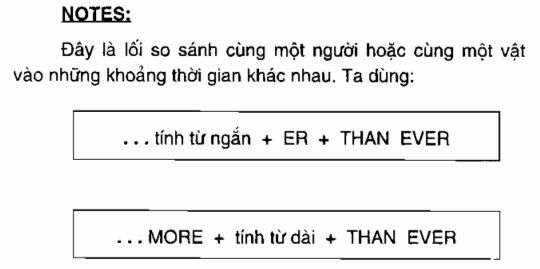 NOTES:
Đây là lối so sánh cùng một người hoặc cùng một vật
vào những khoảng thời gian khác nhau. Ta dùng:
... tính từ ngắn + ER + THAN EVER
... MORE + tính từ dài + THAN EVER